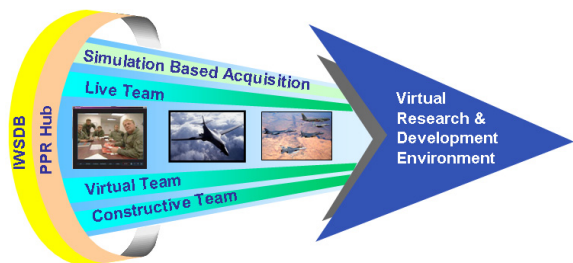 IWSDB
PPR Hub
Simulation Based Acquisition
Live Team
Virtual Team
Constructive Team
Virtual
Research &
Development
Environment